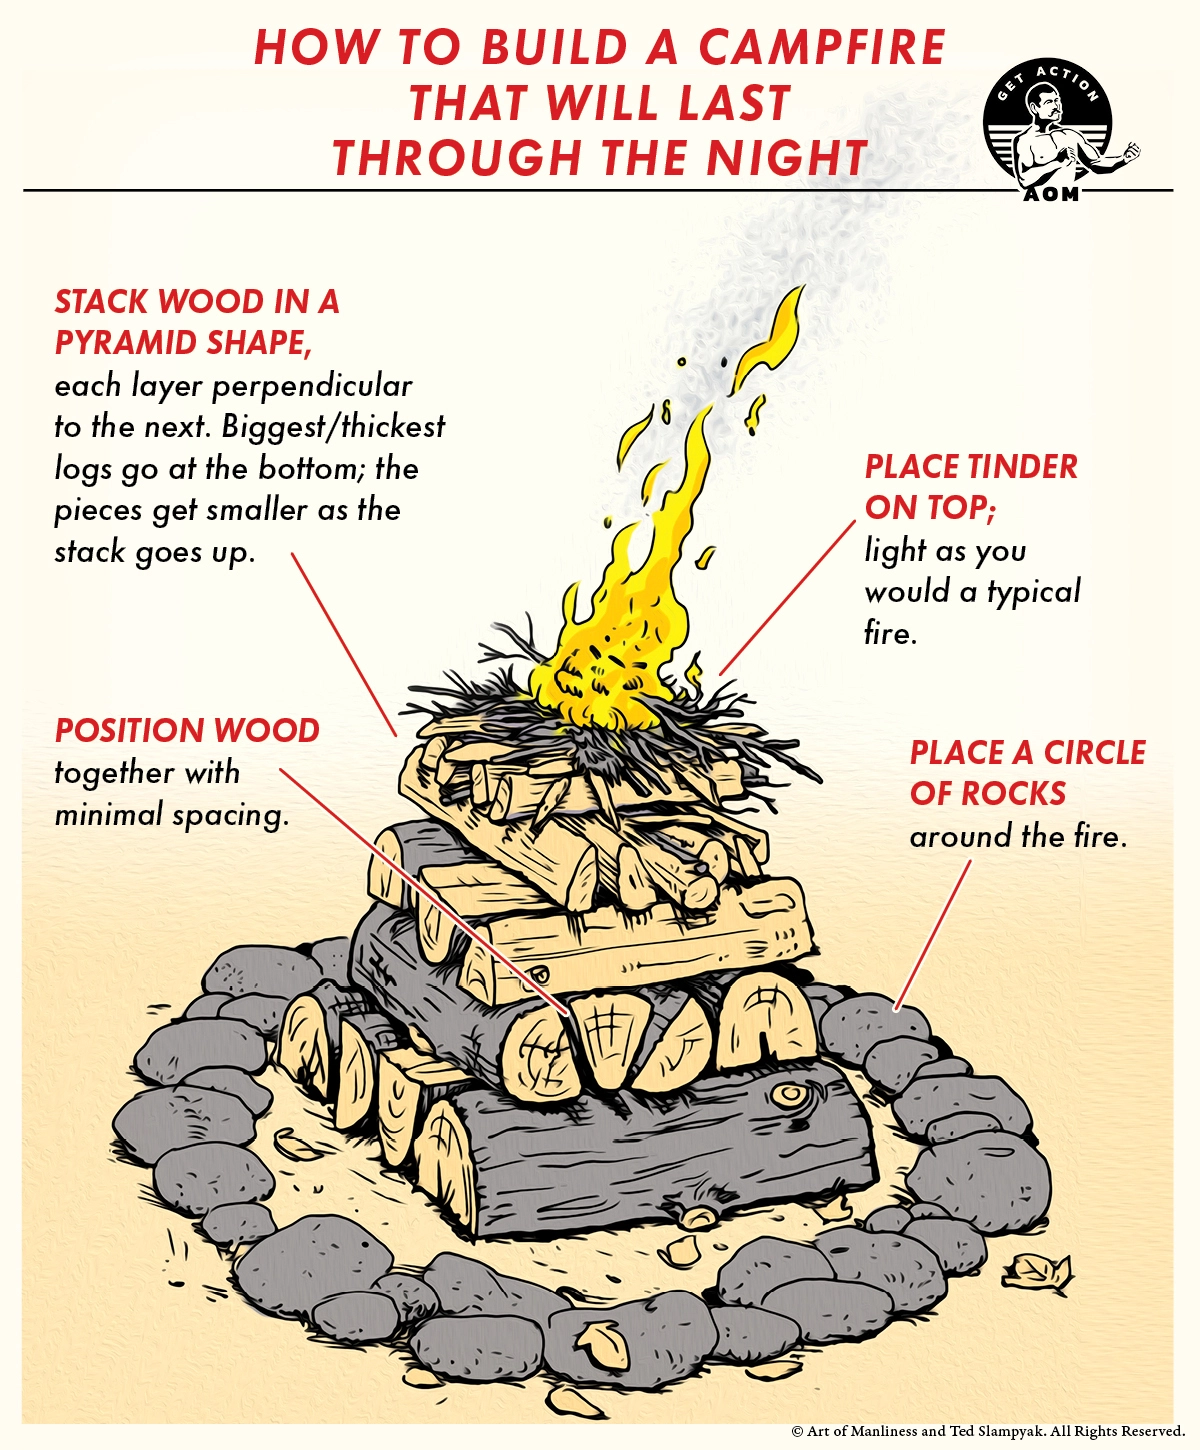 HOW TO BUILD A CAMPFIRE
THAT WILL LAST
THROUGH THE NIGHT
GET ACTION
AOM
STACK WOOD IN A
PYRAMID SHAPE,
each layer perpendicular
to the next. Biggest/thickest
logs go at the bottom; the
pieces get smaller as the
stack goes up.
PLACE TINDER
ON TOP;
light as you
would a typical
fire.
POSITION WOOD
together with
minimal spacing.
PLACE A CIRCLE
OF ROCKS
around the fire.
© Art of Manliness and Ted Slampyak. All Rights Reserved.